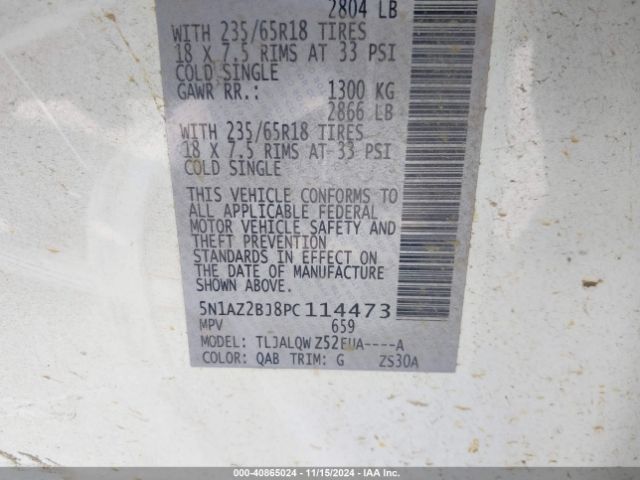 2804 LB
WITH 235/65R18 TIRES
18 X 7.5 RIMS AT 33 PSI
COLD SINGLE
GAWR RR.: 1300 KG
2866 LB
WITH 235/65R18 TIRES
18 X 7.5 RIMS AT 33 PSI
COLD SINGLE
THIS VEHICLE CONFORMS TO
ALL APPLICABLE FEDERAL
MOTOR VEHICLE SAFETY AND
THEFT PREVENTION
STANDARDS IN EFFECT ON
THE DATE OF MANUFACTURE
SHOWN ABOVE.
5N1AZ2BJ8PC114473
MPV 659
MODEL: TLJALQWZ52EUA----A
COLOR: QAB TRIM: G ZS30A
00-40865024 | 11/15/2024 | IAA Inc.